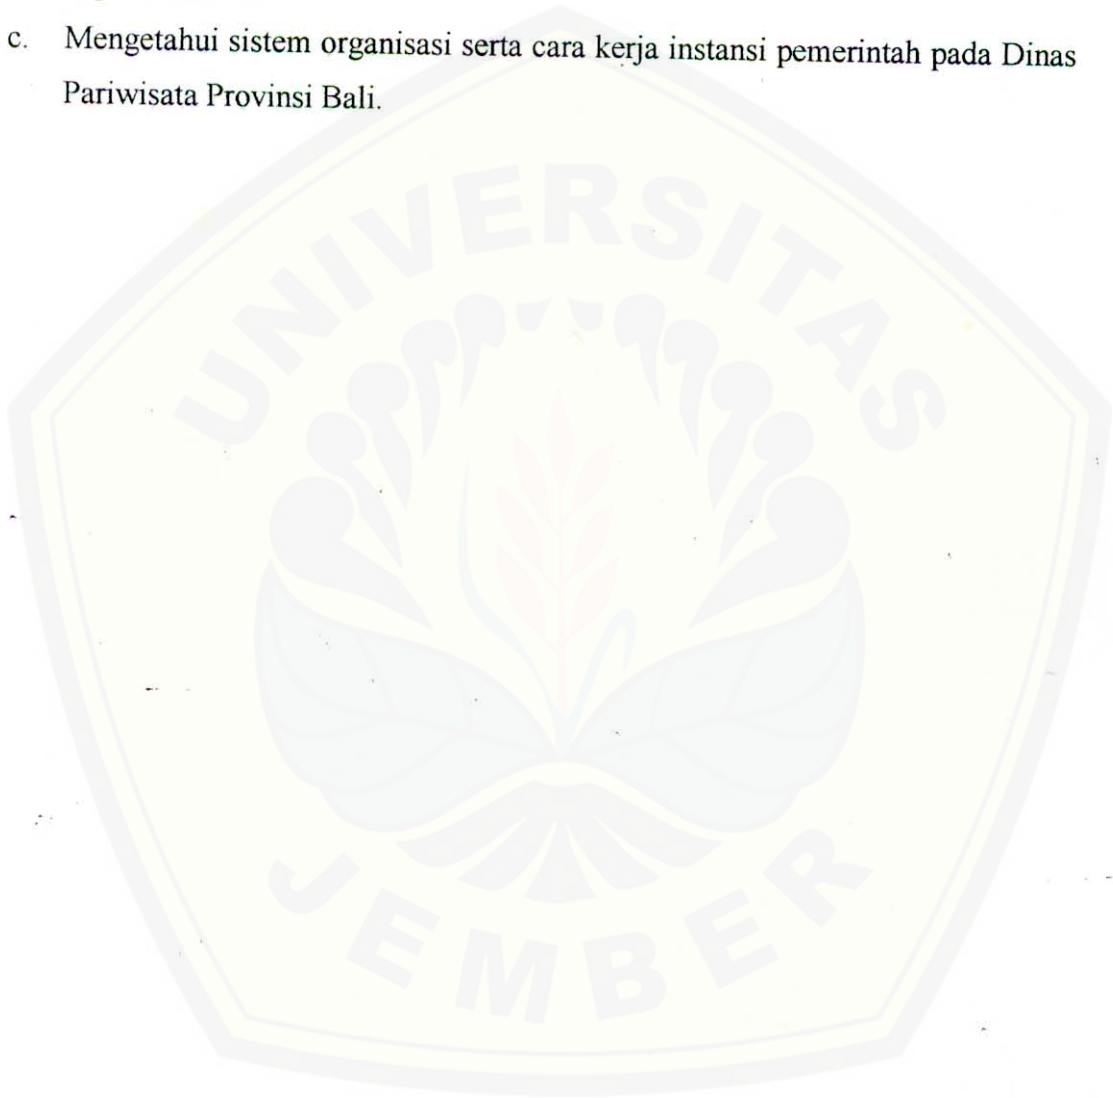 c. Mengetahui sistem organisasi serta cara kerja instansi pemerintah pada Dinas
Pariwisata Provinsi Bali.
UNIVERSITAS
JEMBER